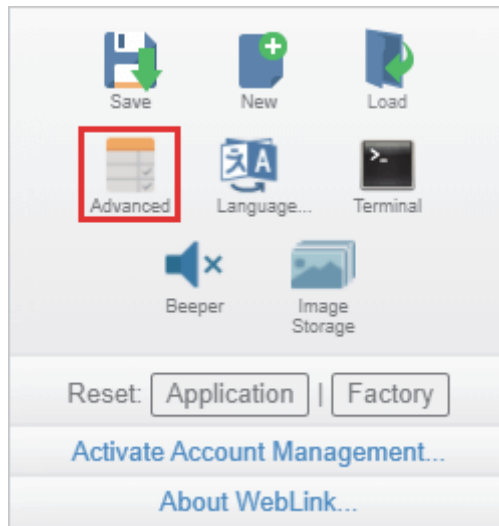 Save New Load
Advanced Language... Terminal
Beeper Image
Storage
Reset: Application | Factory
Activate Account Management...
About WebLink...